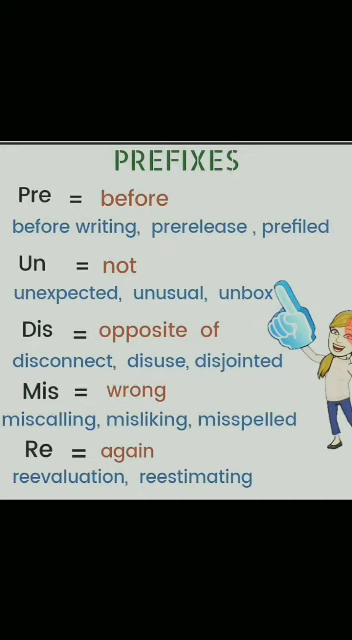 PREFIXES
Pre = before
before writing, prerelease , prefiled
Un = not
unexpected, unusual, unbox
Dis = opposite of
disconnect, disuse, disjointed
Mis = wrong
miscalling, misliking, misspelled
Re = again
reevaluation, reestimating